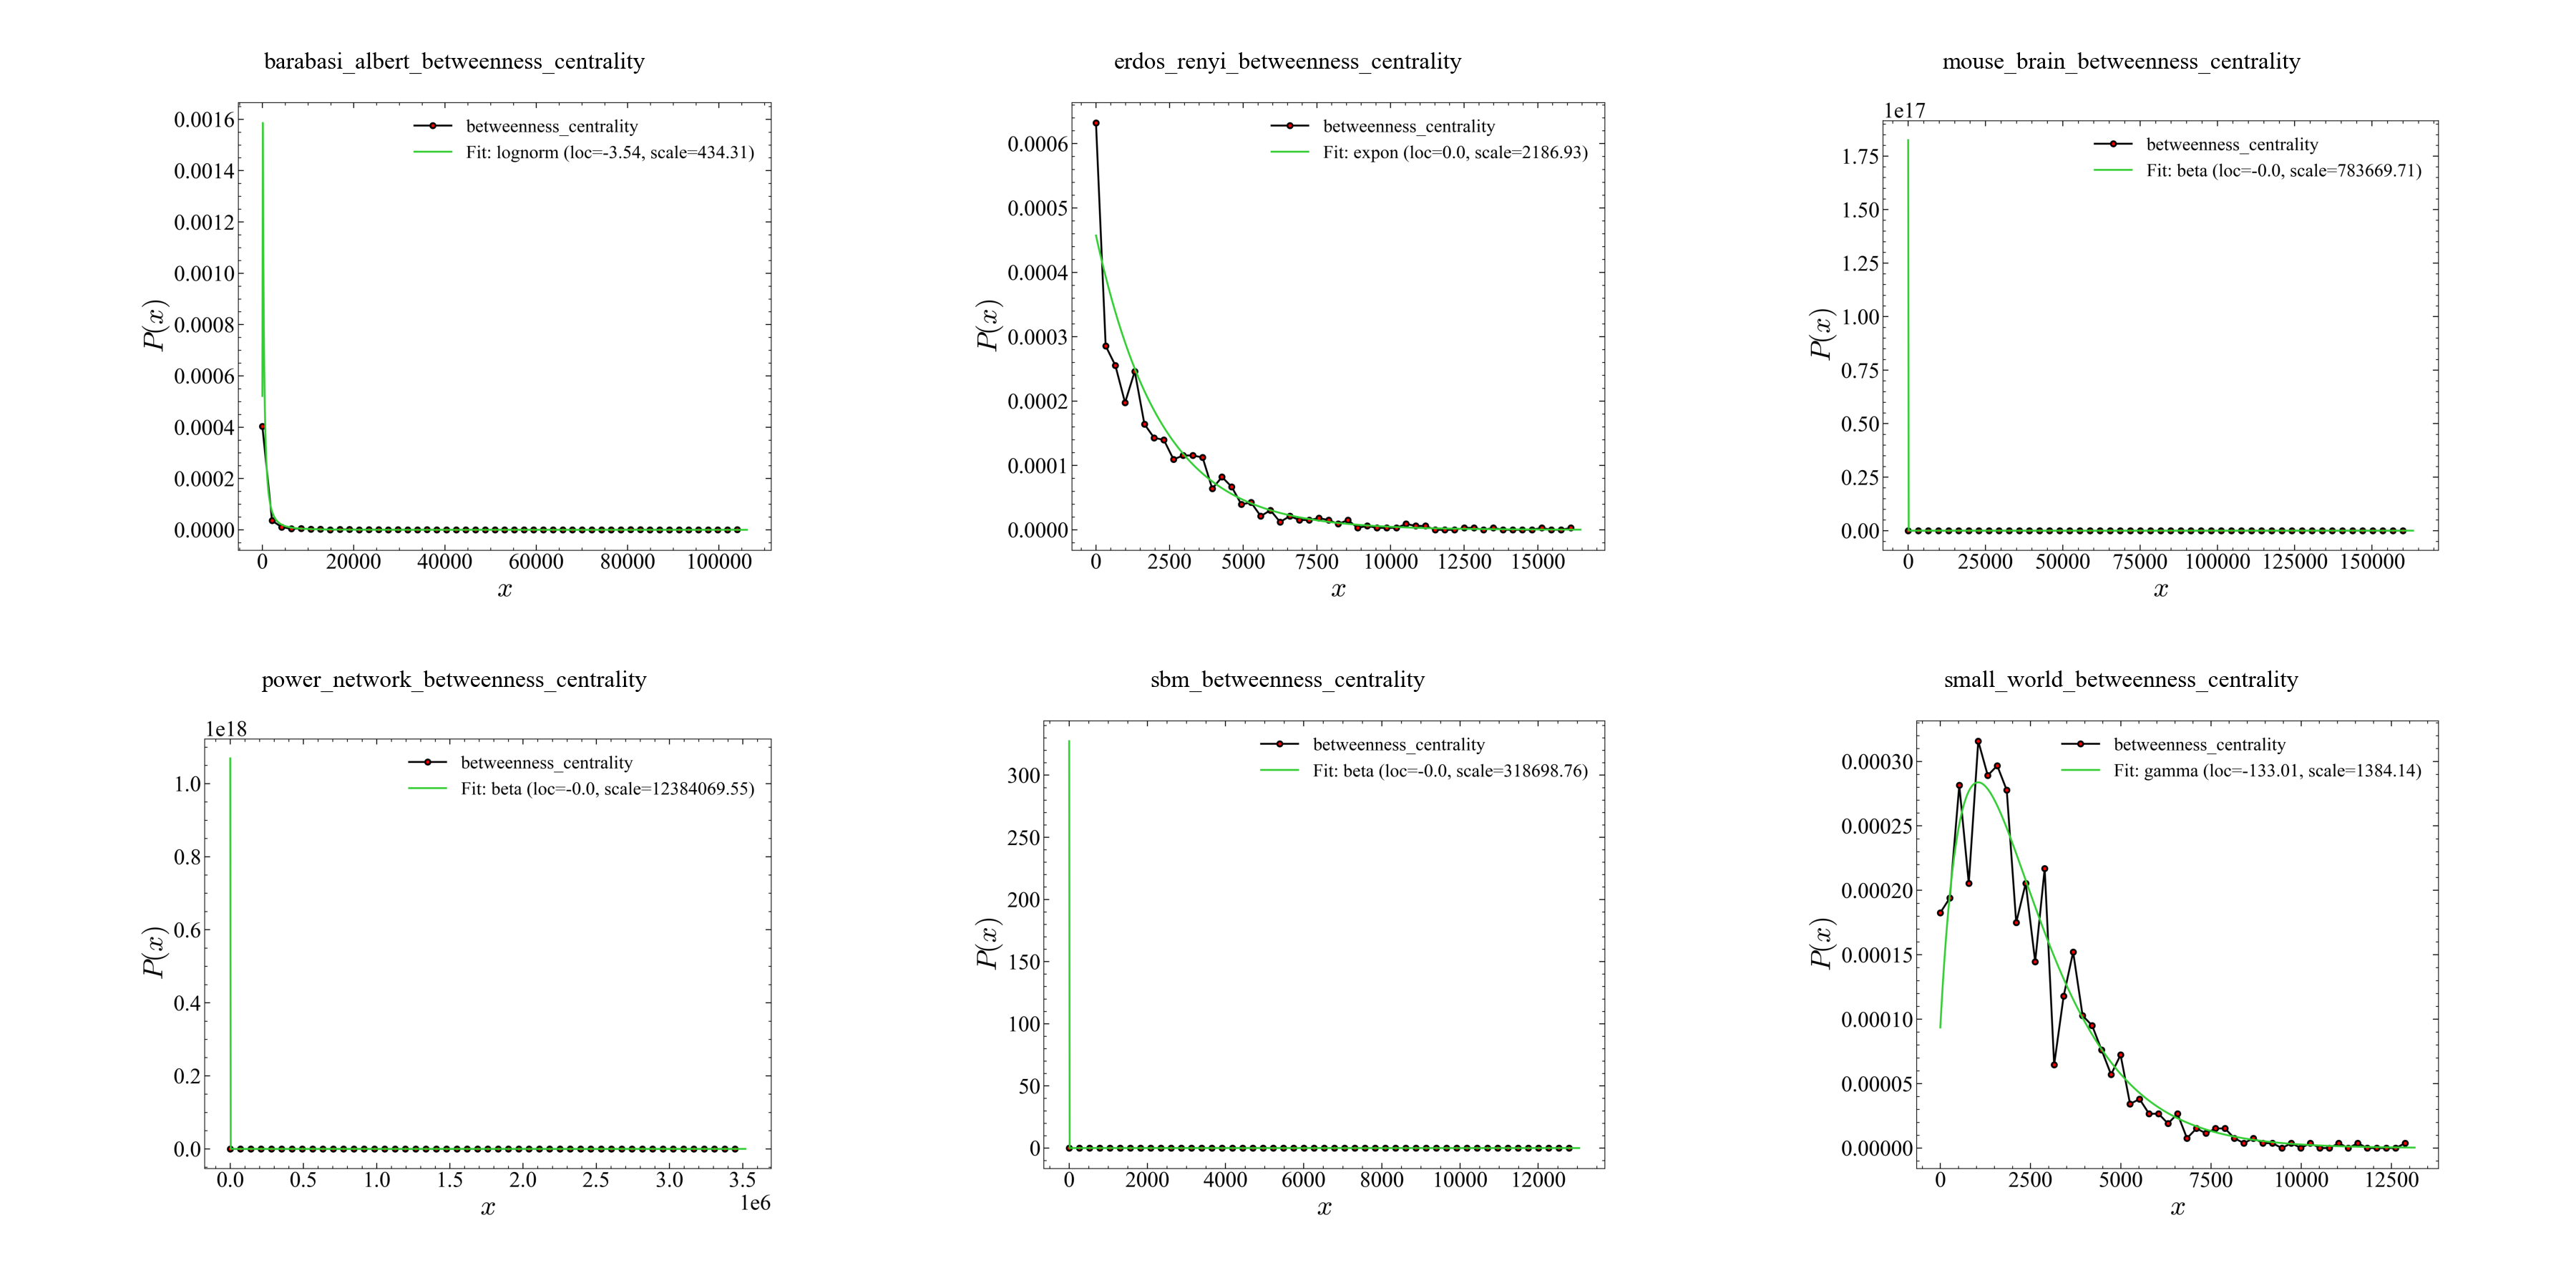 barabasi_albert_betweenness_centrality
0.0016
0.0014
0.0012
0.0010
0.0008
0.0006
0.0004
0.0002
0.0000
P(x)
betweenness_centrality
Fit: lognorm (loc=-3.54, scale=434.31)
0 20000 40000 60000 80000 100000
x
erdos_renyi_betweenness_centrality
0.0006
0.0005
0.0004
0.0003
0.0002
0.0001
0.0000
P(x)
betweenness_centrality
Fit: expon (loc=0.0, scale=2186.93)
0 2500 5000 7500 10000 12500 15000
x
mouse_brain_betweenness_centrality
1e17
1.75
1.50
1.25
1.00
0.75
0.50
0.25
0.00
P(x)
betweenness_centrality
Fit: beta (loc=-0.0, scale=783669.71)
0 25000 50000 75000 100000 125000 150000
x
power_network_betweenness_centrality
1e18
1.0
0.8
0.6
0.4
0.2
0.0
P(x)
betweenness_centrality
Fit: beta (loc=-0.0, scale=12384069.55)
0.0 0.5 1.0 1.5 2.0 2.5 3.0 3.5
1e6
x
sbm_betweenness_centrality
300
250
200
150
100
50
0
P(x)
betweenness_centrality
Fit: beta (loc=-0.0, scale=318698.76)
0 2000 4000 6000 8000 10000 12000
x
small_world_betweenness_centrality
0.00030
0.00025
0.00020
0.00015
0.00010
0.00005
0.00000
P(x)
betweenness_centrality
Fit: gamma (loc=-133.01, scale=1384.14)
0 2500 5000 7500 10000 12500
x